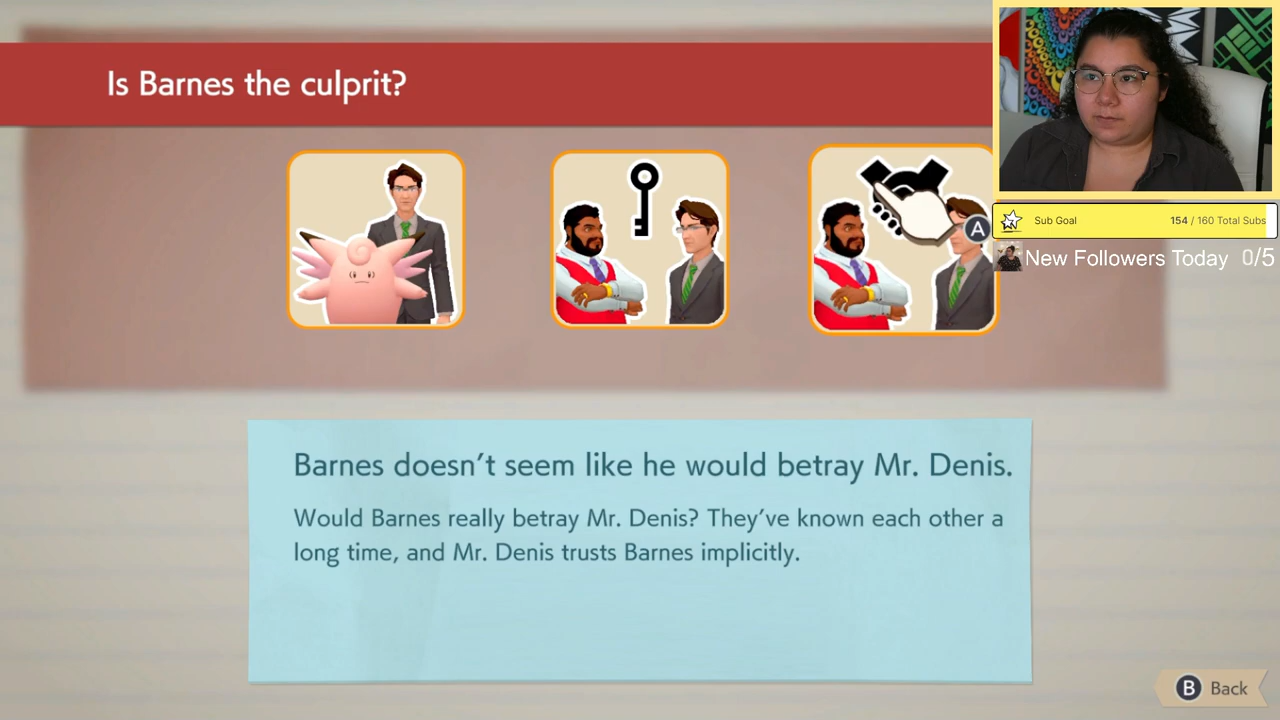 Is Barnes the culprit?
A
Sub Goal 154 / 160 Total Subs
New Followers Today 0/5
Barnes doesn't seem like he would betray Mr. Denis.
Would Barnes really betray Mr. Denis? They've known each other a
long time, and Mr. Denis trusts Barnes implicitly.
B Back